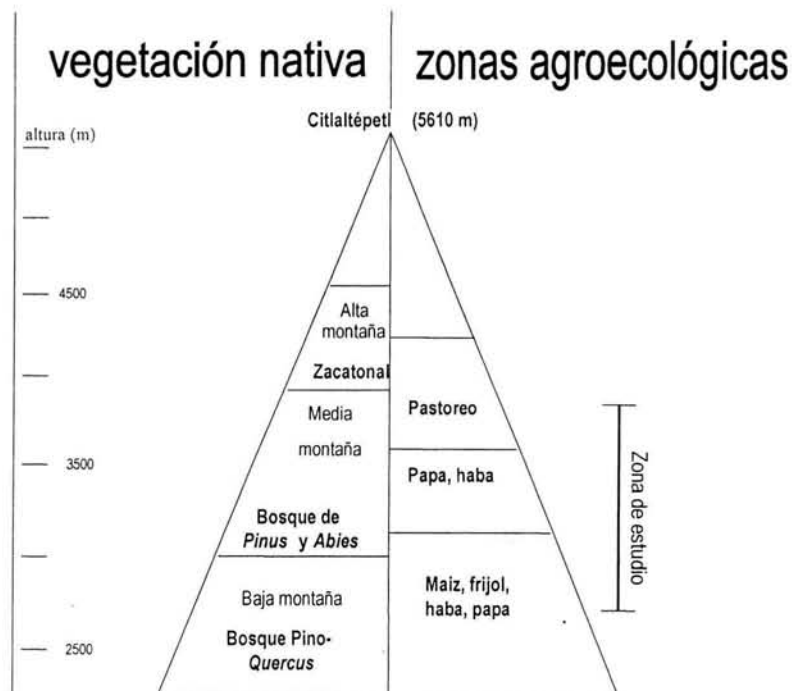 vegetación nativa
zonas agroecológicas
Citlaltépetl (5610 m)
altura (m)
4500
Alta
montaña
Zacatonal
Media
montaña
Pastoreo
3500
Papa, haba
Zona de estudio
Bosque de
Pinus y Abies
Baja montaña
Maiz, frijol,
haba, papa
Bosque Pino-
Quercus
2500